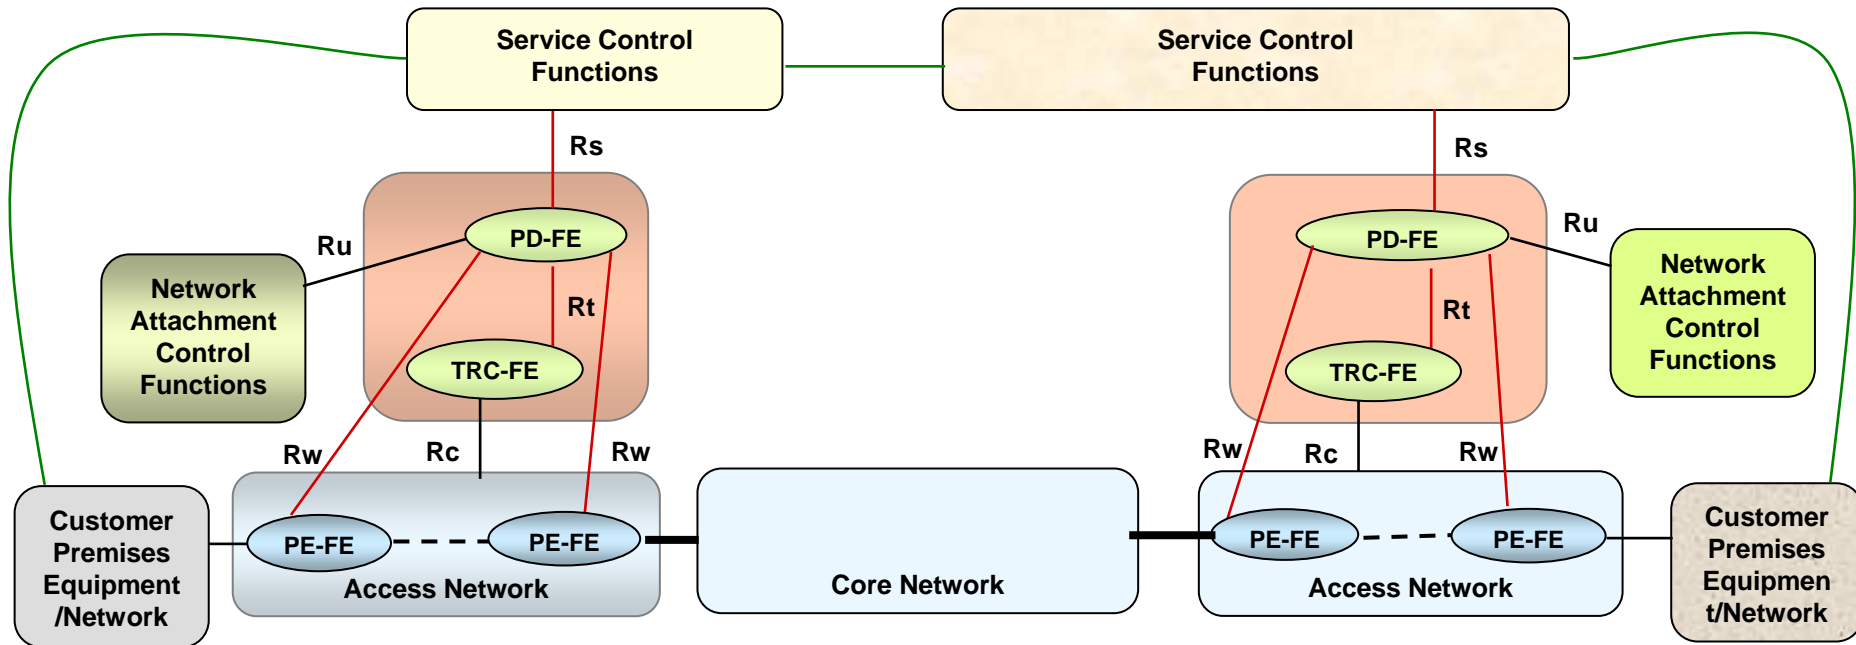 Service Control
Functions
Service Control
Functions
Rs
Rs
PD-FE
PD-FE
Ru
Ru
Network
Attachment
Control
Functions
Network
Attachment
Control
Functions
Rt
Rt
TRC-FE
TRC-FE
Rw
Rc
Rw
Rw
Rc
Rw
Customer
Premises
Equipment
/Network
PE-FE
PE-FE
Access Network
Core Network
PE-FE
PE-FE
Access Network
Customer
Premises
Equipmen
t/Network